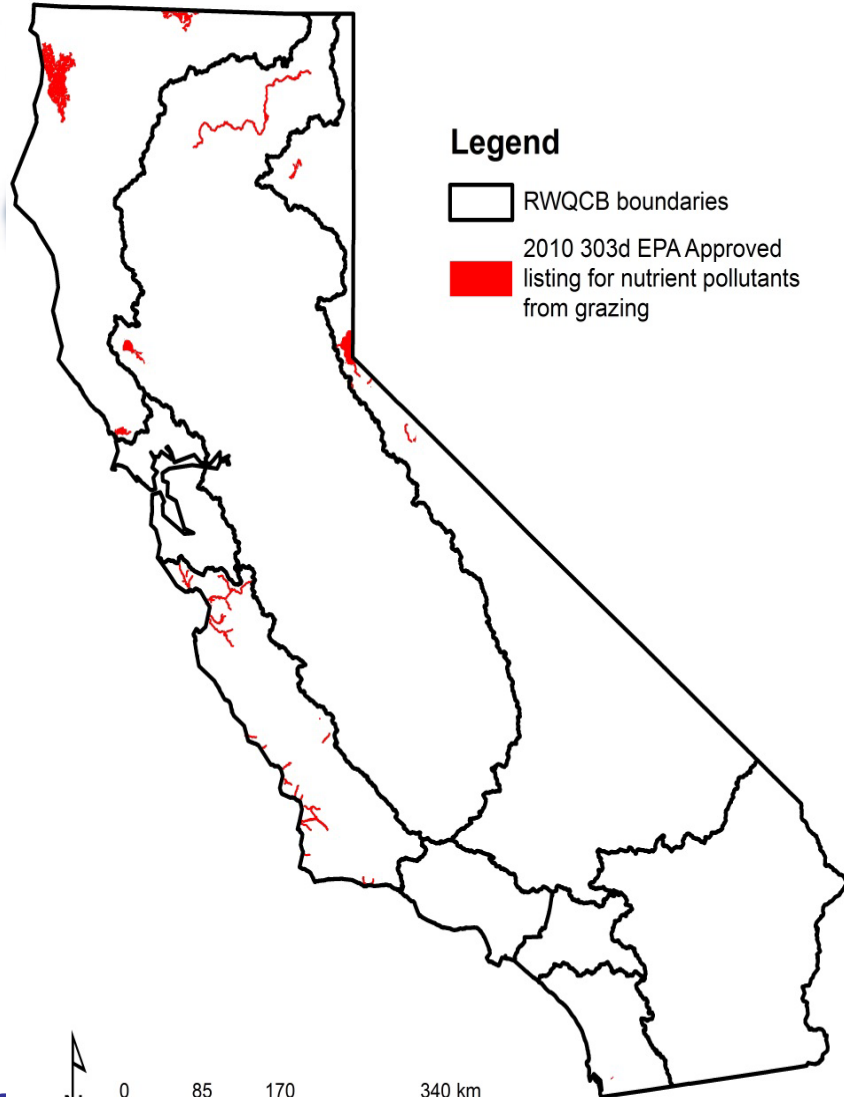 Legend
RWQCB boundaries
2010 303d EPA Approved
listing for nutrient pollutants
from grazing
0 85 170 340 km